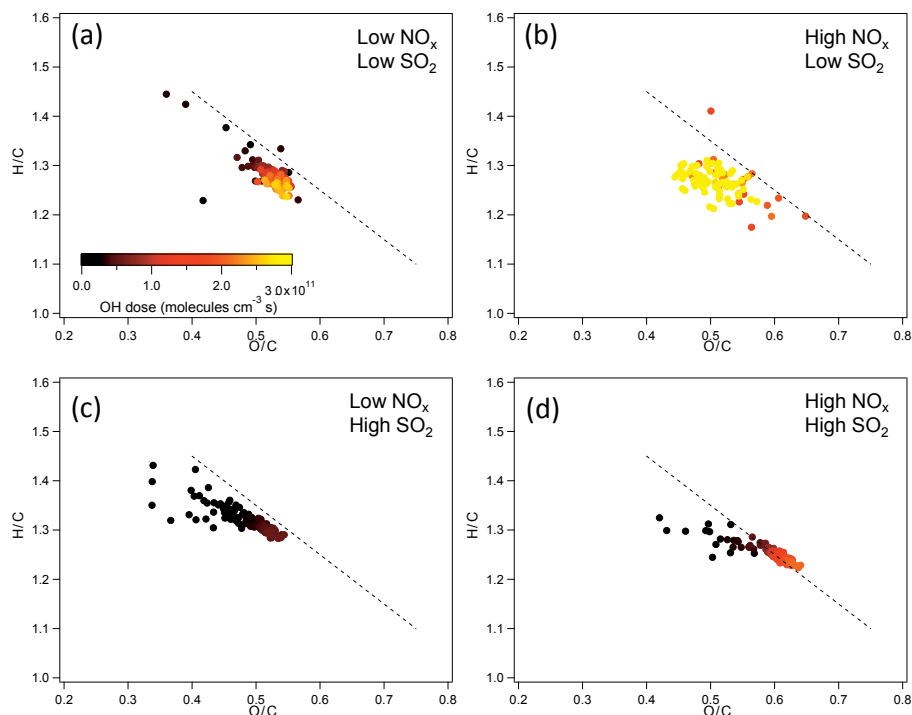 (a)
Low NOx
Low SO2
H/C
1.6
1.5
1.4
1.3
1.2
1.1
1.0
0.0
1.0
2.0
3.0x10^11
OH dose (molecules cm^-3 s)
0.2
0.3
0.4
0.5
0.6
0.7
0.8
O/C
(b)
High NOx
Low SO2
H/C
1.6
1.5
1.4
1.3
1.2
1.1
1.0
0.2
0.3
0.4
0.5
0.6
0.7
0.8
O/C
(c)
Low NOx
High SO2
H/C
1.6
1.5
1.4
1.3
1.2
1.1
1.0
0.2
0.3
0.4
0.5
0.6
0.7
0.8
O/C
(d)
High NOx
High SO2
H/C
1.6
1.5
1.4
1.3
1.2
1.1
1.0
0.2
0.3
0.4
0.5
0.6
0.7
0.8
O/C